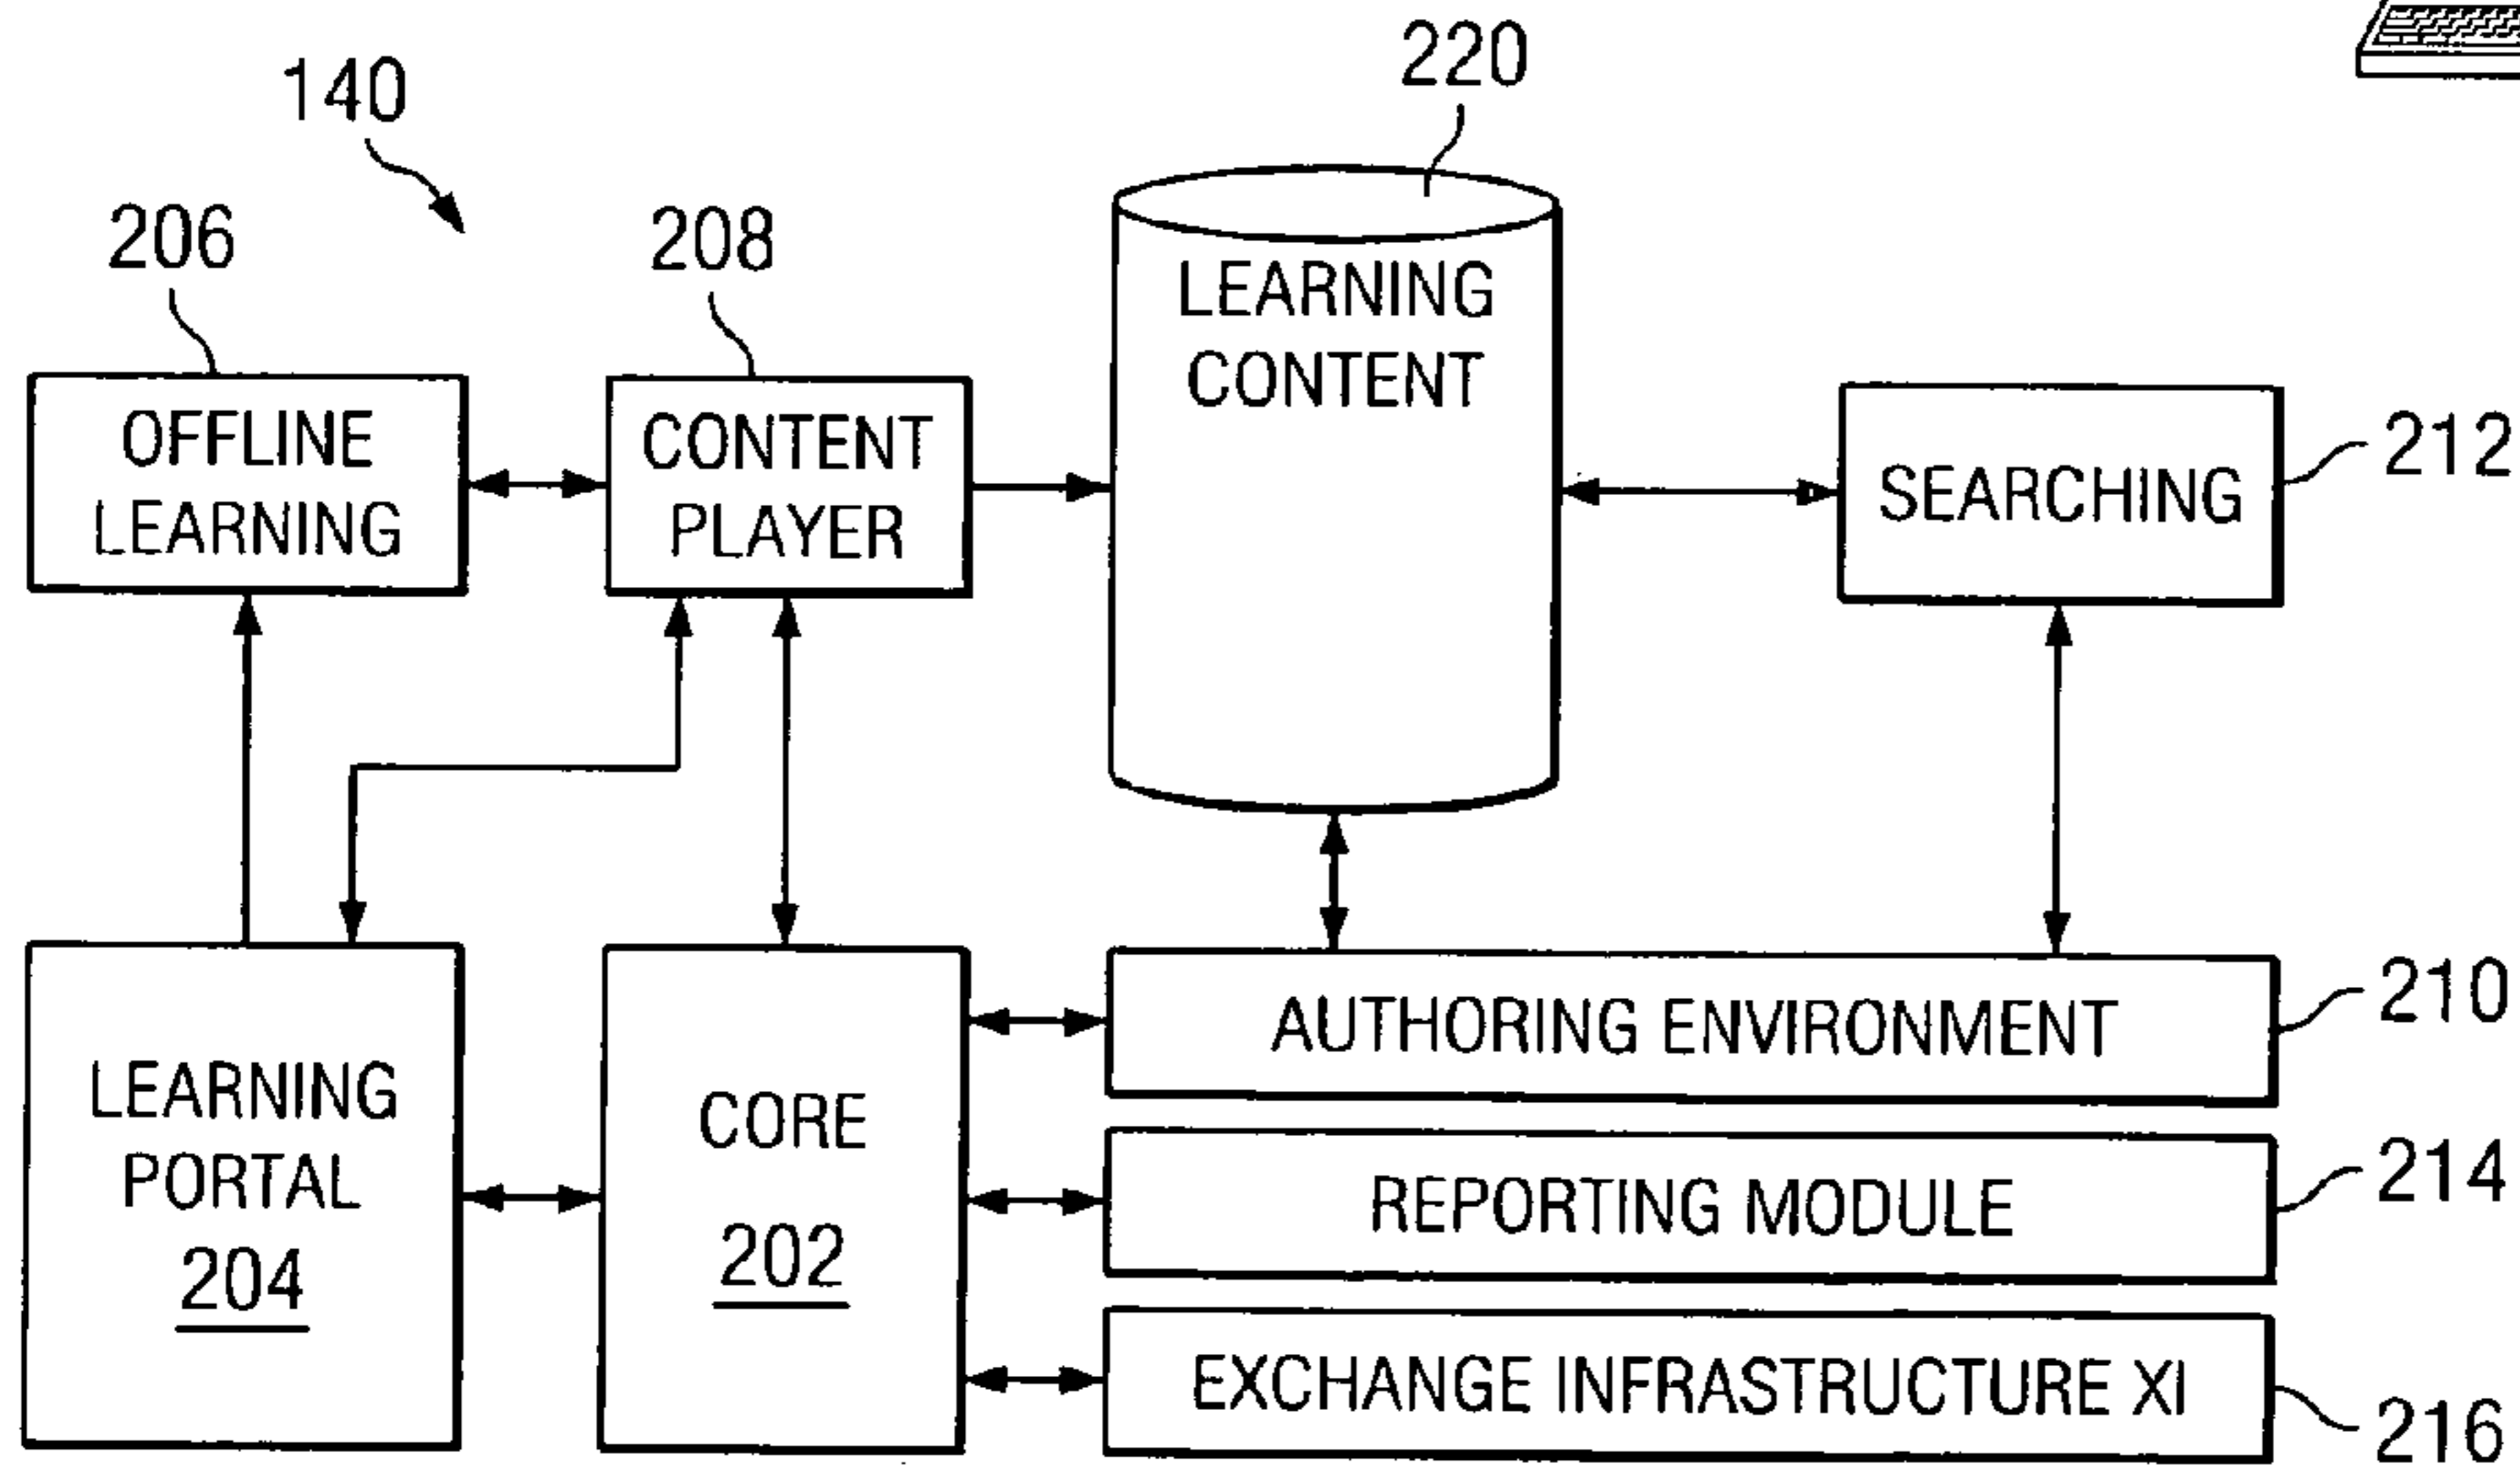 140
220
206
208
LEARNING
CONTENT
OFFLINE
LEARNING
CONTENT
PLAYER
SEARCHING
212
LEARNING
PORTAL
204
CORE
202
AUTHORING ENVIRONMENT
210
REPORTING MODULE
214
EXCHANGE INFRASTRUCTURE XI
216